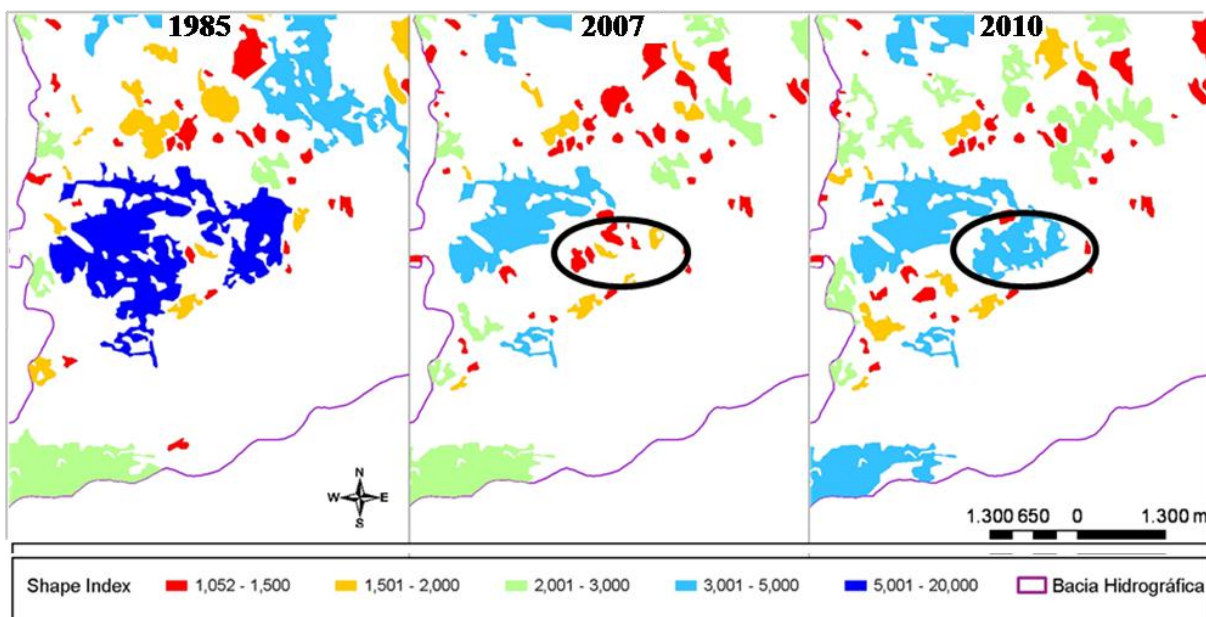 1985 2007 2010
N
W E
S
1.300 650 0 1.300 m
Shape Index 1,052 - 1,500 1,501 - 2,000 2,001 - 3,000 3,001 - 5,000 5,001 - 20,000 Bacia Hidrográfica